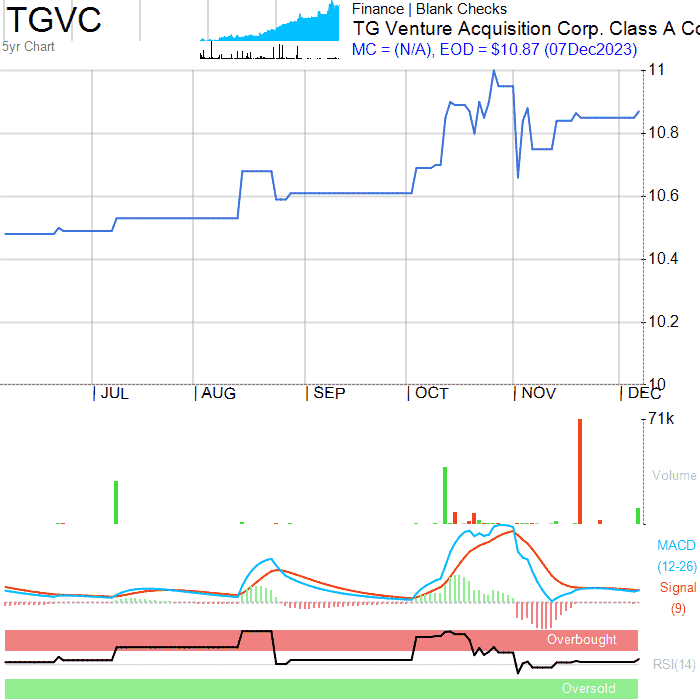 TGVC
5yr Chart
Finance | Blank Checks
TG Venture Acquisition Corp. Class A Co
MC = (N/A), EOD = $10.87 (07Dec2023)
11
10.8
10.6
10.4
10.2
10
JUL
AUG
SEP
OCT
NOV
DEC
71k
Volume
MACD
(12-26)
Signal
(9)
Overbought
RSI(14)
Oversold